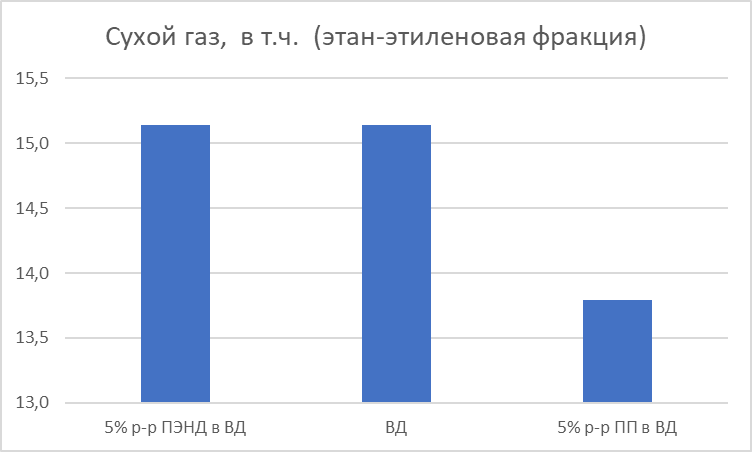 Сухой газ, в т.ч. (этан-этиленовая фракция)
15,5
15,0
14,5
14,0
13,5
13,0
5% р-р ПЭНД в ВД
ВД
5% р-р ПП в ВД